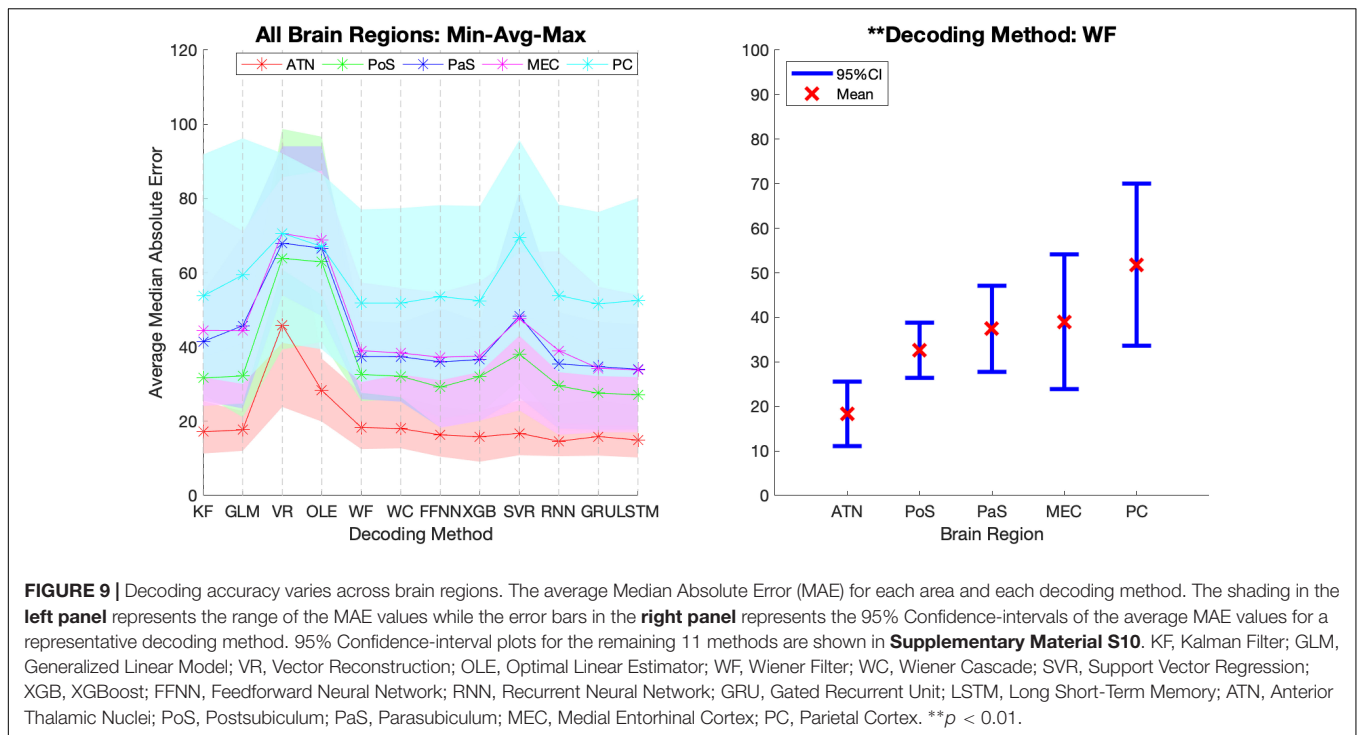 All Brain Regions: Min-Avg-Max
120
100
80
60
40
20
0
Average Median Absolute Error
ATN PoS PaS MEC PC
KF GLM VR OLE WF WC FFNN XGB SVR RNN GRU LSTM
Decoding Method
**Decoding Method: WF
100
90
80
70
60
50
40
30
20
10
0
95%CI
Mean
ATN PoS PaS MEC PC
Brain Region
FIGURE 9 | Decoding accuracy varies across brain regions. The average Median Absolute Error (MAE) for each area and each decoding method. The shading in the
left panel represents the range of the MAE values while the error bars in the right panel represents the 95% Confidence-intervals of the average MAE values for a
representative decoding method. 95% Confidence-interval plots for the remaining 11 methods are shown in Supplementary Material S10. KF, Kalman Filter; GLM,
Generalized Linear Model; VR, Vector Reconstruction; OLE, Optimal Linear Estimator; WF, Wiener Filter; WC, Wiener Cascade; SVR, Support Vector Regression;
XGB, XGBoost; FFNN, Feedforward Neural Network; RNN, Recurrent Neural Network; GRU, Gated Recurrent Unit; LSTM, Long Short-Term Memory; ATN, Anterior
Thalamic Nuclei; PoS, Postsubiculum; PaS, Parasubiculum; MEC, Medial Entorhinal Cortex; PC, Parietal Cortex. **p < 0.01.